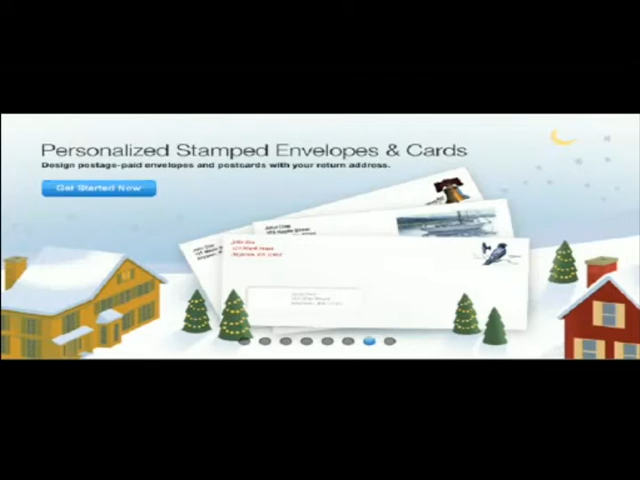 Personalized Stamped Envelopes & Cards
Design postage-paid envelopes and postcards with your return address.
Get Started Now